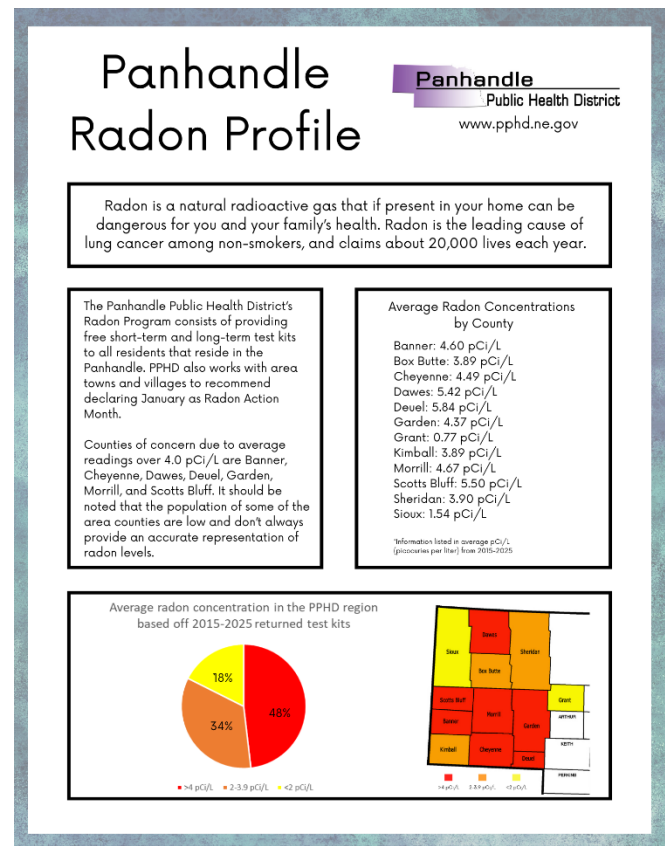 Panhandle
Radon Profile
Panhandle
Public Health District
www.pphd.ne.gov
Radon is a natural radioactive gas that if present in your home can be
dangerous for you and your family's health. Radon is the leading cause of
lung cancer among non-smokers, and claims about 20,000 lives each year.
The Panhandle Public Health District's
Radon Program consists of providing
free short-term and long-term test kits
to all residents that reside in the
Panhandle. PPHD also works with area
towns and villages to recommend
declaring January as Radon Action
Month.
Counties of concern due to average
readings over 4.0 pCi/L are Banner,
Cheyenne, Dawes, Deuel, Garden,
Morrill, and Scotts Bluff. It should be
noted that the population of some of the
area counties are low and don't always
provide an accurate representation of
radon levels.
Average Radon Concentrations
by County
Banner: 4.60 pCi/L
Box Butte: 3.89 pCi/L
Cheyenne: 4.49 pCi/L
Dawes: 5.42 pCi/L
Deuel: 5.84 pCi/L
Garden: 4.37 pCi/L
Grant: 0.77 pCi/L
Kimball: 3.89 pCi/L
Morrill: 4.67 pCi/L
Scotts Bluff: 5.50 pCi/L
Sheridan: 3.90 pCi/L
Sioux: 1.54 pCi/L
*Information listed in average pCi/L
(picocuries per liter) from 2015-2025
Average radon concentration in the PPHD region
based off 2015-2025 returned test kits
18%
48%
34%
>4 pCi/L 2-3.9 pCi/L <2 pCi/L
Dawes
Sioux
Sheridan
Box Butte
Scotts Bluff
Grant
Morrill
ARTHUR
Banner
Garden
KEITH
Kimball
Cheyenne
Deuel
PERKINS
>4 pCi/L 2-3.9 pCi/L <2 pCi/L